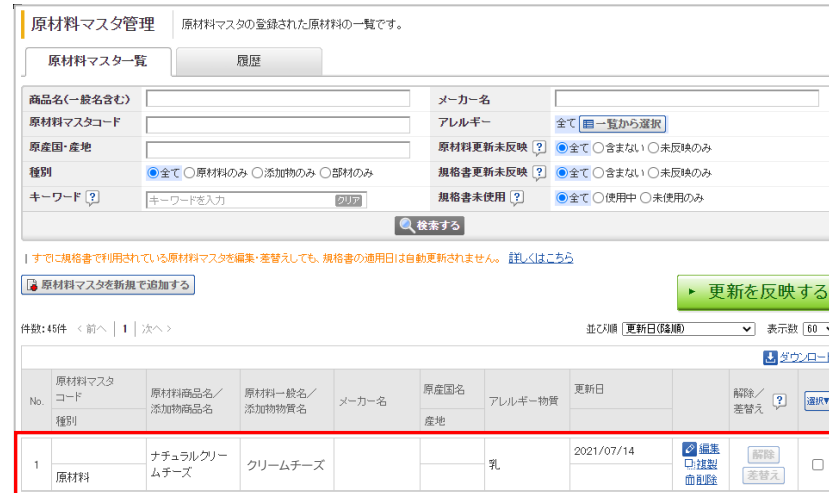 原材料マスタ管理 原材料マスタの登録された原材料の一覧です。
原材料マスター覧 履歴
商品名(一般名含む) メーカー名
原材料マスタコード アレルギー 全て 一覧から選択
原産国・産地 原材料更新未反映 ? 全て 含まない 未反映のみ
種別 全て 原材料のみ 添加物のみ 部材のみ 規格書更新未反映 ? 全て 含まない 未反映のみ
キーワード ? キーワードを入力 クリア 規格書未使用 ? 全て 使用中 未使用のみ
検索する
| すでに規格書で利用されている原材料マスタを編集・差替えしても、規格書の適用日は自動更新されません。 詳しくはこちら
原材料マスタを新規で追加する
▶ 更新を反映する
件数:45件 < 前へ | 1 | 次へ > 並び順 更新日(降順) 表示数 60
ダウンロード
No. 原材料マスタコード 種別 原材料商品名/添加物商品名 原材料一般名/添加物物質名 メーカー名 原産国名 産地 アレルギー物質 更新日 解除/差替え ? 選択▼
1 原材料 ナチュラルクリームチーズ クリームチーズ 乳 2021/07/14 編集 複製 削除 解除 差替え